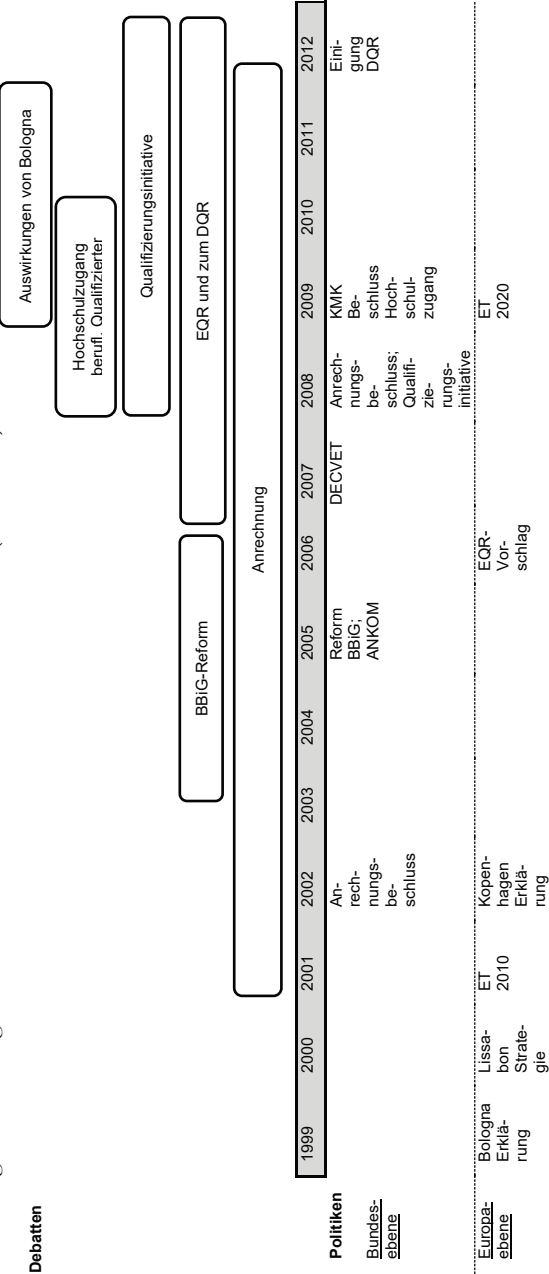 Debatten
Auswirkungen von Bologna
Hochschulzugang
berufl. Qualifizierter
Qualifizierungsinitiative
BBiG-Reform
EQR und zum DQR
Anrechnung
1999 2000 2001 2002 2003 2004 2005 2006 2007 2008 2009 2010 2011 2012
Politiken
Bundes-
ebene
An-
rech-
nungs-
be-
schluss
Reform
BBiG;
ANKOM
DECVET
Anrech-
nungs-
be-
schluss;
Qualifi-
zie-
rungs-
initiative
KMK
Be-
schluss
Hoch-
schul-
zugang
Eini-
gung
DQR
Europa-
ebene
Bologna
Erklä-
rung
Lissa-
bon
Strate-
gie
ET
2010
Kopen-
hagen
Erklä-
rung
EQR-
Vor-
schlag
ET
2020